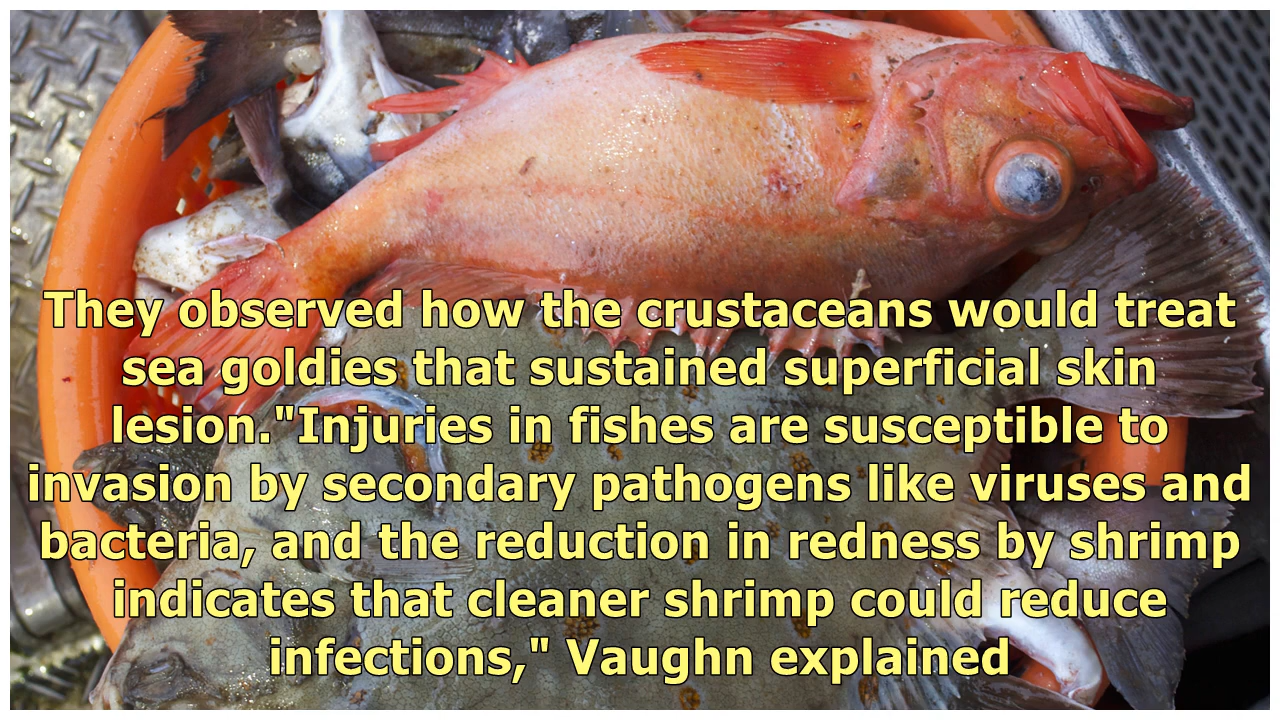 They observed how the crustaceans would treat
sea goldies that sustained superficial skin
lesion."Injuries in fishes are susceptible to
invasion by secondary pathogens like viruses and
bacteria, and the reduction in redness by shrimp
indicates that cleaner shrimp could reduce
infections," Vaughn explained